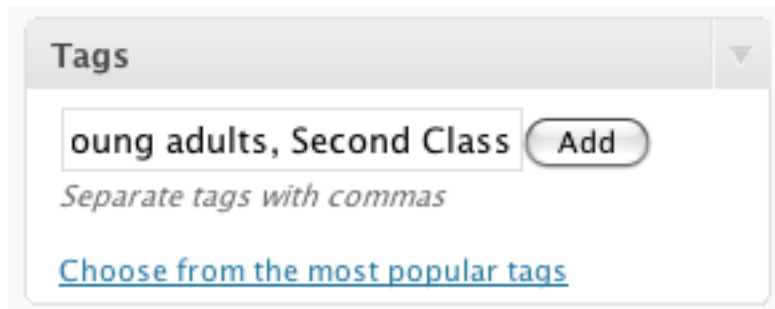 Tags
oung adults, Second Class Add
Separate tags with commas
Choose from the most popular tags